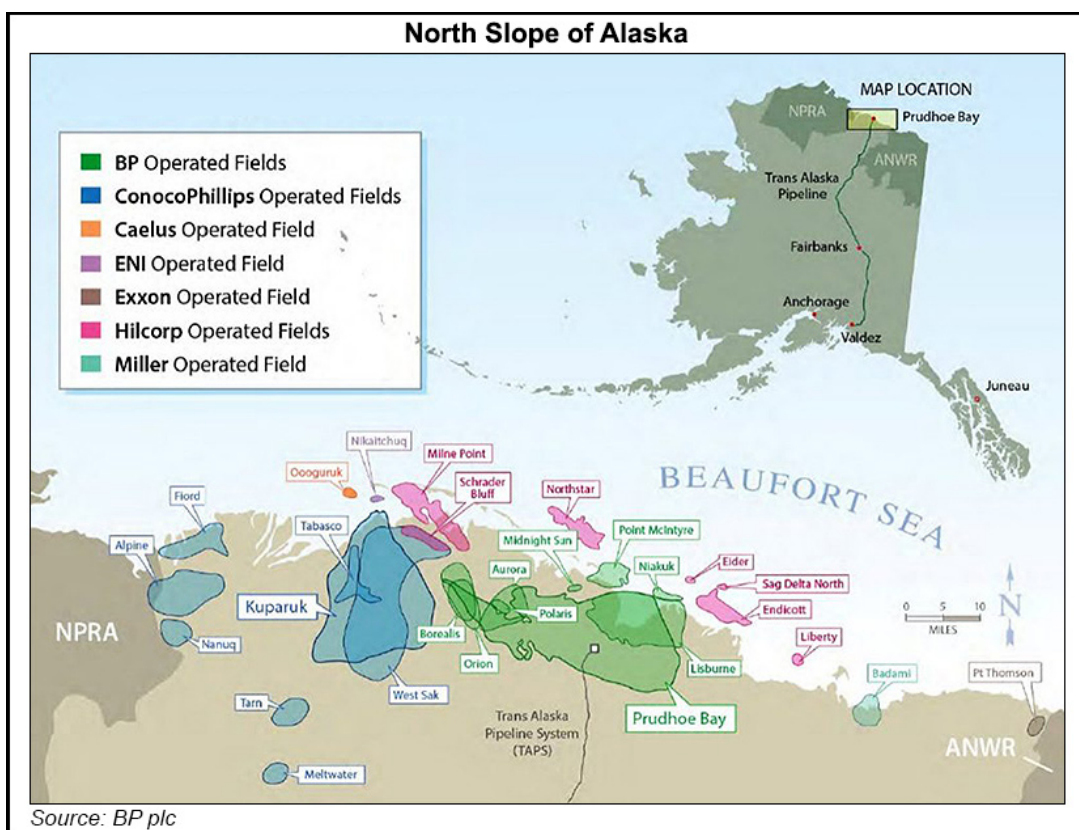 North Slope of Alaska
MAP LOCATION
NPRA
Prudhoe Bay
ANWR
Trans Alaska
Pipeline
Fairbanks
Anchorage
Valdez
Juneau
BP Operated Fields
ConocoPhillips Operated Fields
Caelus Operated Field
ENI Operated Field
Exxon Operated Field
Hilcorp Operated Fields
Miller Operated Field
BEAUFORT SEA
Nikaitchuq
Milne Point
Oooguruk
Schrader
Bluff
Northstar
Fiord
Tabasco
Midnight Sun
Point McIntyre
Alpine
Aurora
Niakuk
Eider
Sag Delta North
Kuparuk
Polaris
Endicott
0 5 10
MILES
N
NPRA
Nanuq
Borealis
Orion
Lisburne
Liberty
West Sak
Badami
Pt Thomson
Tarn
Prudhoe Bay
Trans Alaska
Pipeline System
(TAPS)
ANWR
Meltwater
Source: BP plc